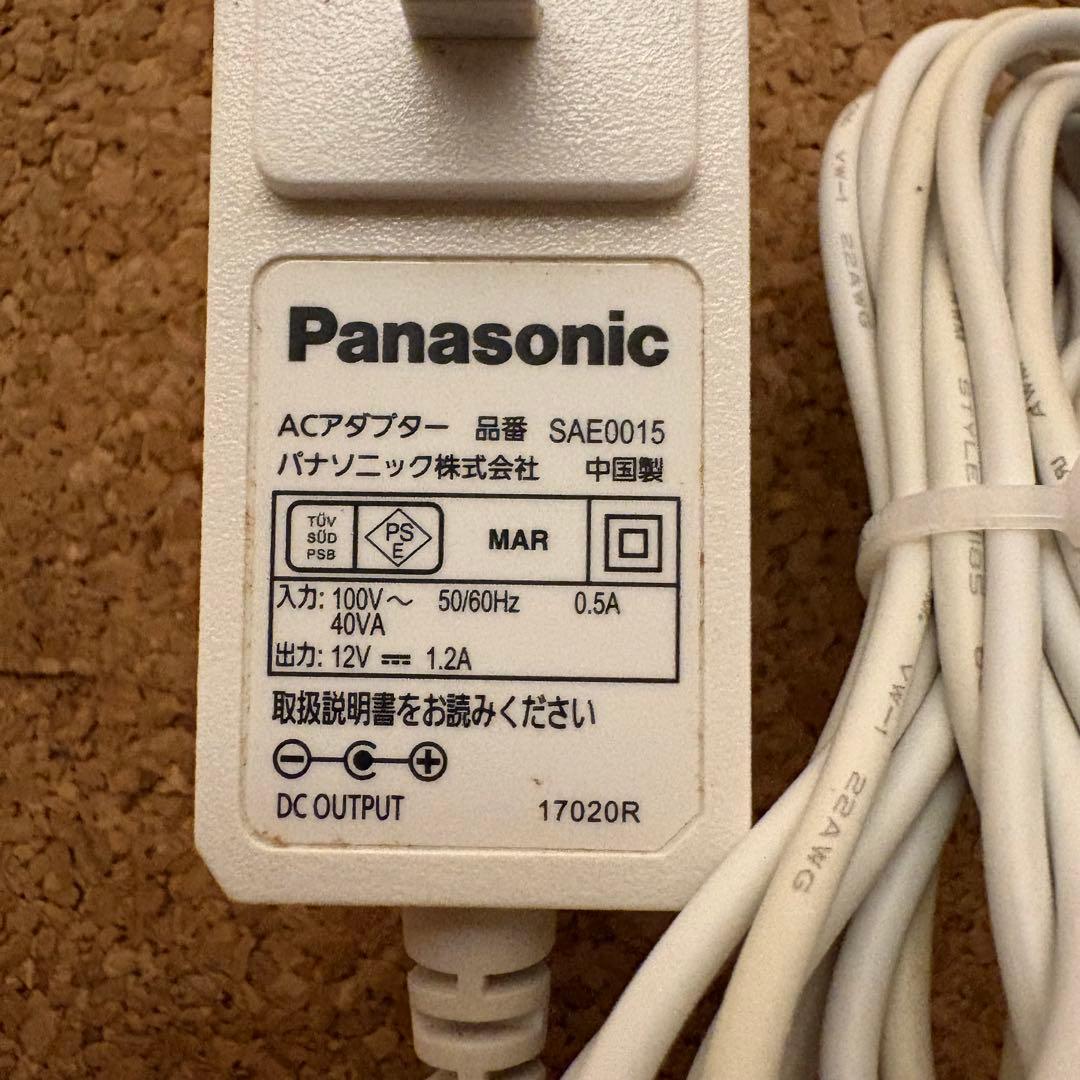 Panasonic
ACアダプター 品番 SAE0015
パナソニック株式会社 中国製
TÜV
SÜD
PSB
PS
E
MAR
入力: 100V～ 50/60Hz 0.5A
40VA
出力: 12V ⎓ 1.2A
取扱説明書をお読みください
DC OUTPUT 17020R
VW-1 22AWG
STYLE
VW-1 22AWG